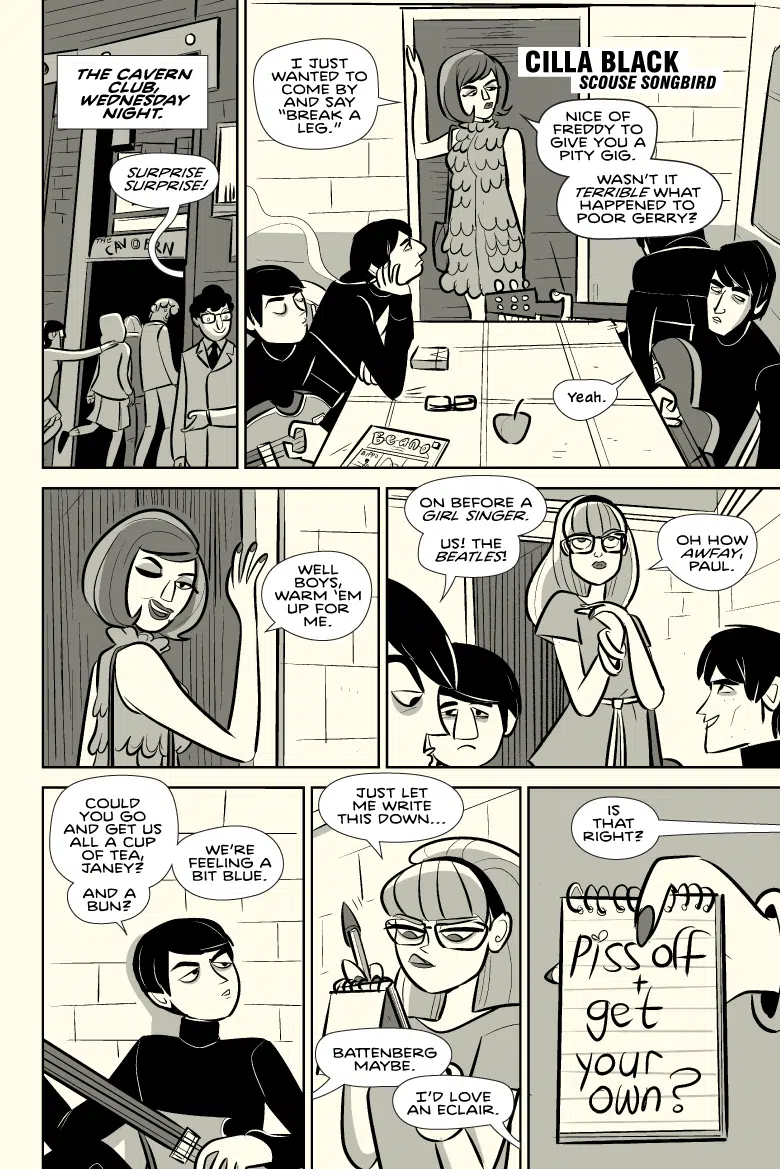 THE CAVERN
CLUB,
WEDNESDAY
NIGHT.
SURPRISE
SURPRISE!
THE
CAVERN
I JUST
WANTED TO
COME BY
AND SAY
“BREAK A
LEG.”
CILLA BLACK
SCOUSE SONGBIRD
NICE OF
FREDDY TO
GIVE YOU A
PITY GIG.
WASN'T IT
TERRIBLE WHAT
HAPPENED TO
POOR GERRY?
Yeah.
Beano
WELL
BOYS,
WARM 'EM
UP FOR
ME.
ON BEFORE A
GIRL SINGER.
US! THE
BEATLES!
OH HOW
AWFAY,
PAUL.
COULD
YOU GO
AND GET US
ALL A CUP
OF TEA,
JANEY?
AND A
BUN?
WE'RE
FEELING A
BIT BLUE.
JUST LET
ME WRITE
THIS DOWN...
BATTENBERG
MAYBE.
I'D LOVE
AN ECLAIR.
IS
THAT
RIGHT?
Piss off
+
get
your
own?